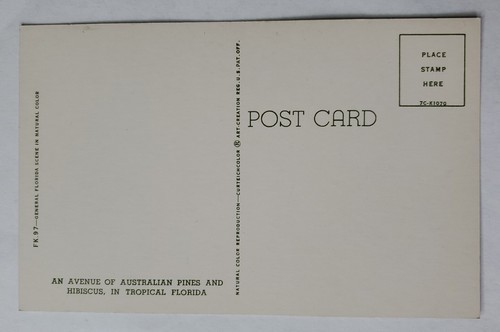 FK.97—GENERAL FLORIDA SCENE IN NATURAL COLOR
AN AVENUE OF AUSTRALIAN PINES AND
HIBISCUS, IN TROPICAL FLORIDA
NATURAL COLOR REPRODUCTION—CURTEICHCOLOR ® ART-CREATION REG. U.S. PAT. OFF.
POST CARD
PLACE
STAMP
HERE
7C-K1070